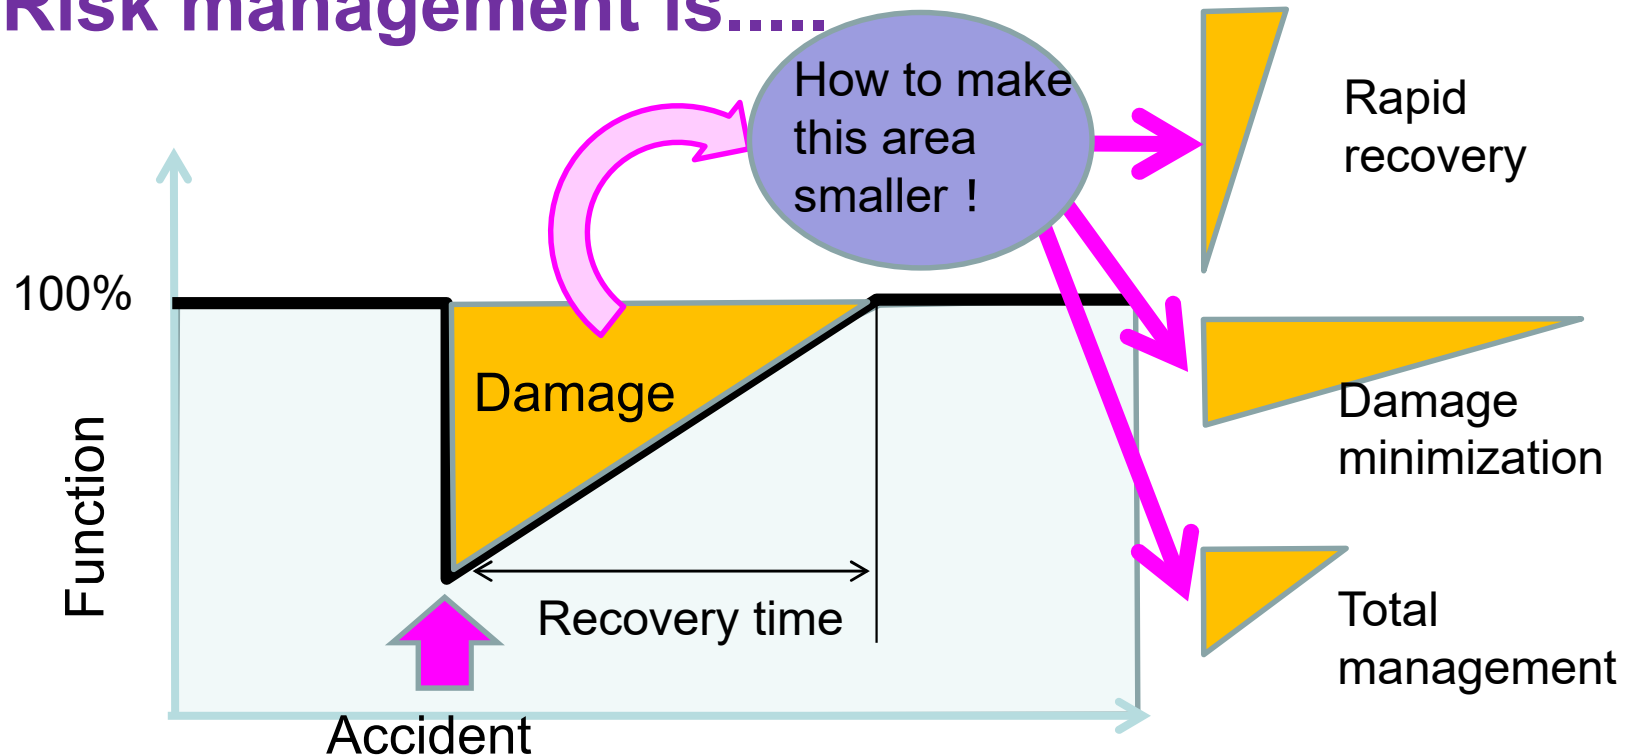 Risk management is.....
How to make
this area
smaller！
Rapid
recovery
100%
Damage
Damage
minimization
Function
Recovery time
Total
management
Accident